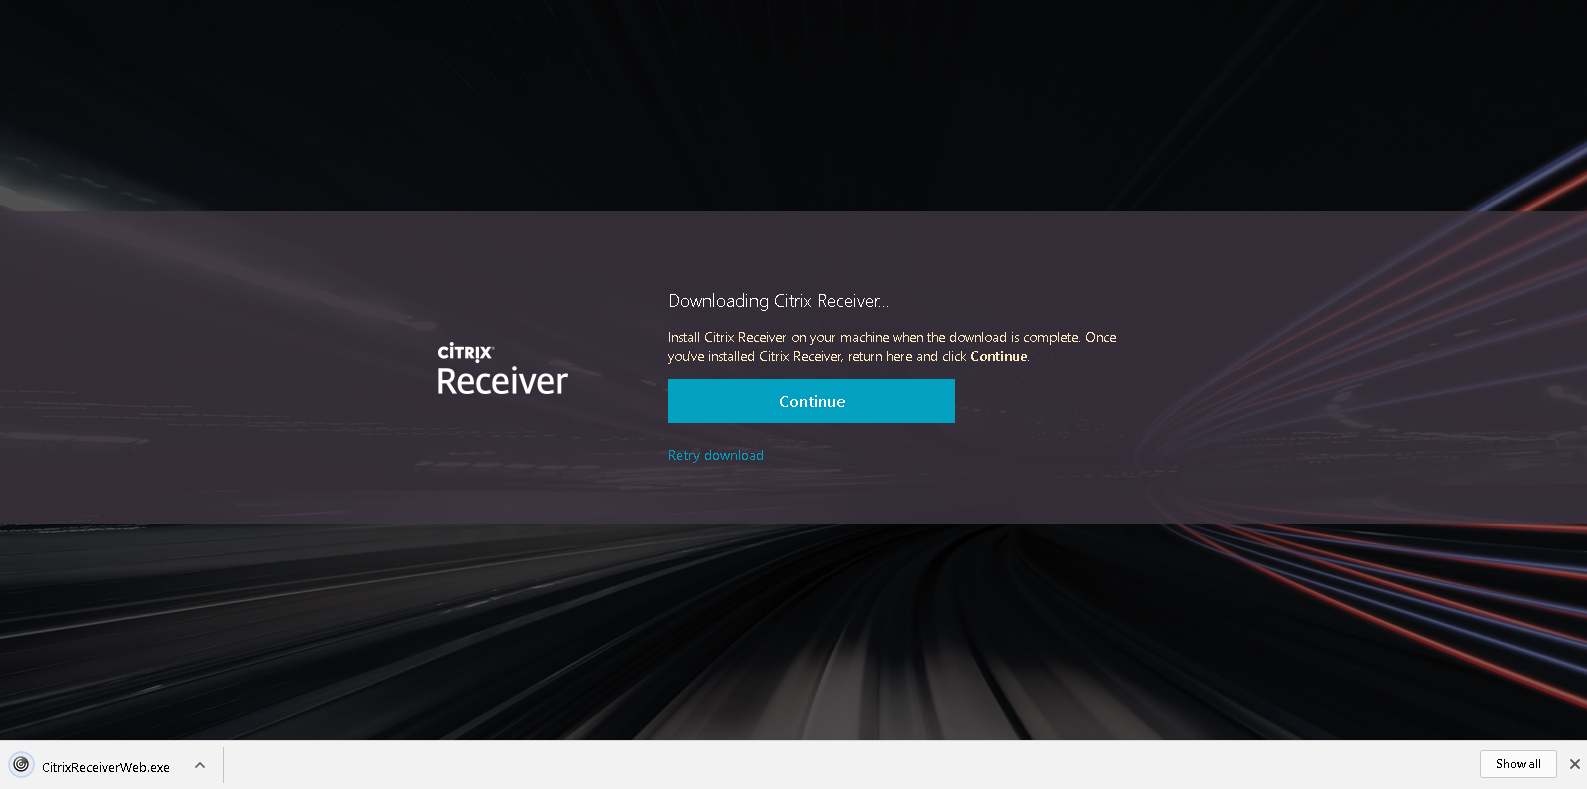 Downloading Citrix Receiver...
Install Citrix Receiver on your machine when the download is complete. Once
you've installed Citrix Receiver, return here and click Continue.
CITRIX®
Receiver
Continue
Retry download
CitrixReceiverWeb.exe
Show all